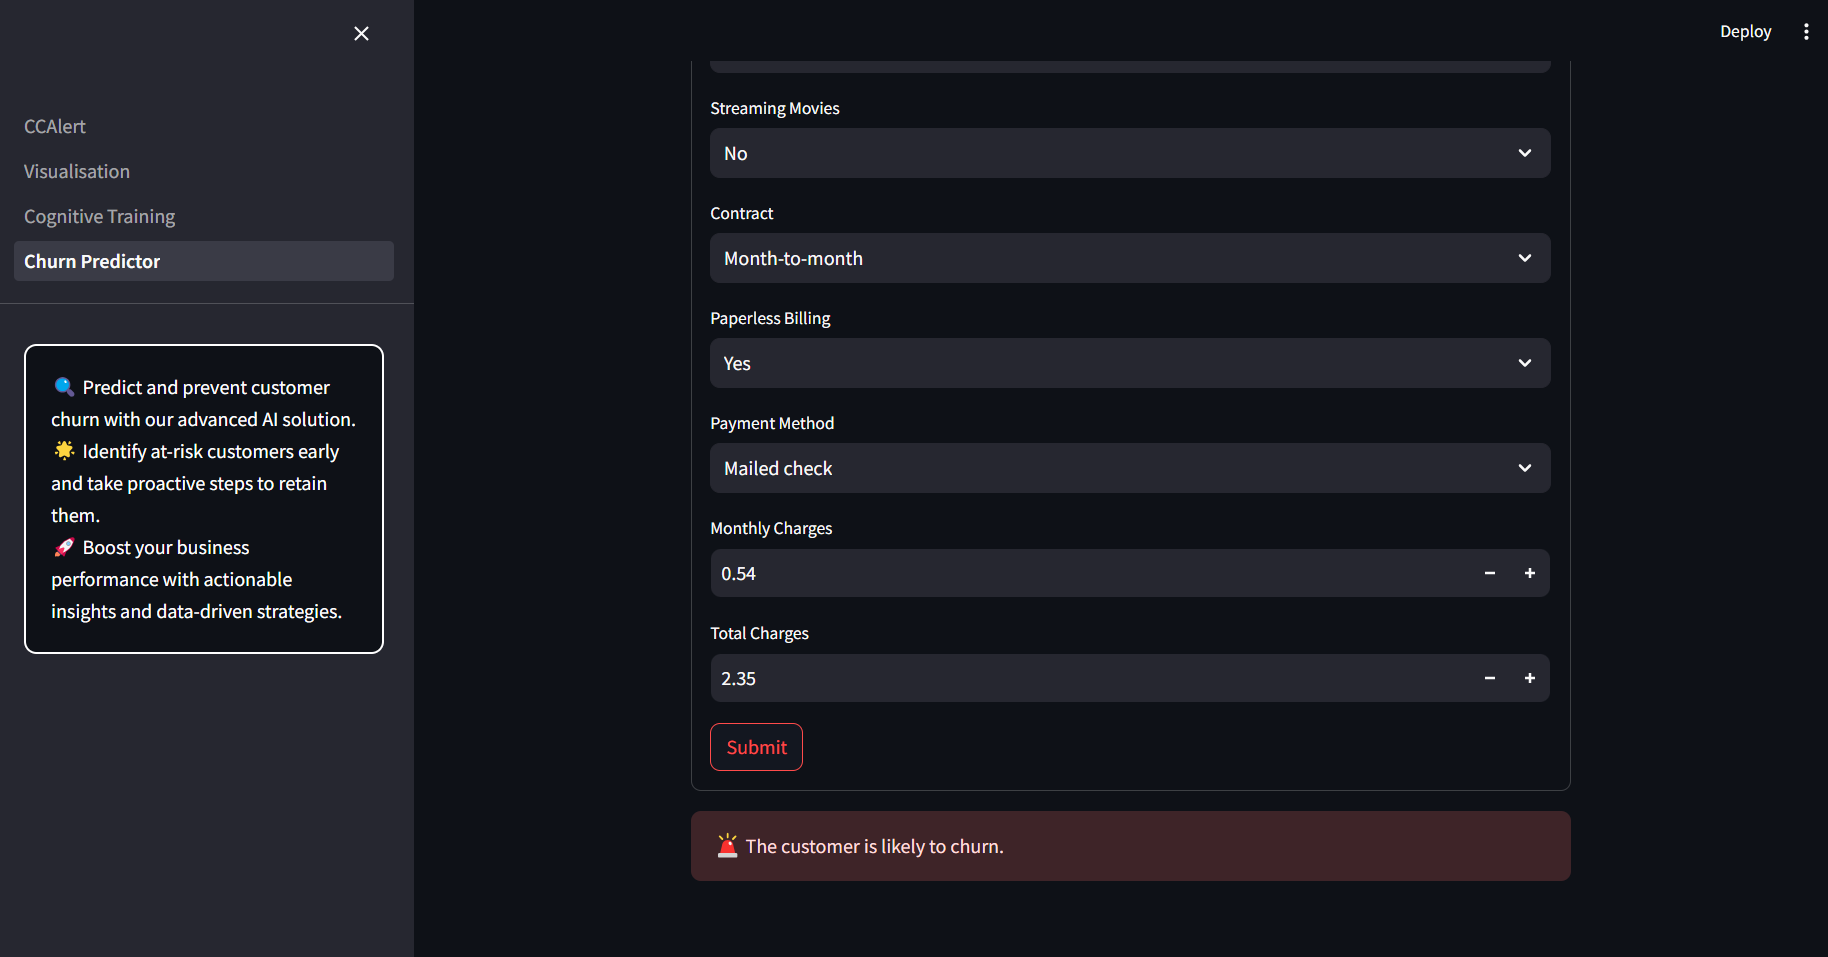 CCAlert
Visualisation
Cognitive Training
Churn Predictor
🔍 Predict and prevent customer
churn with our advanced AI solution.
🌟 Identify at-risk customers early
and take proactive steps to retain
them.
🚀 Boost your business
performance with actionable
insights and data-driven strategies.
Deploy
Streaming Movies
No
Contract
Month-to-month
Paperless Billing
Yes
Payment Method
Mailed check
Monthly Charges
0.54
Total Charges
2.35
Submit
🚨 The customer is likely to churn.